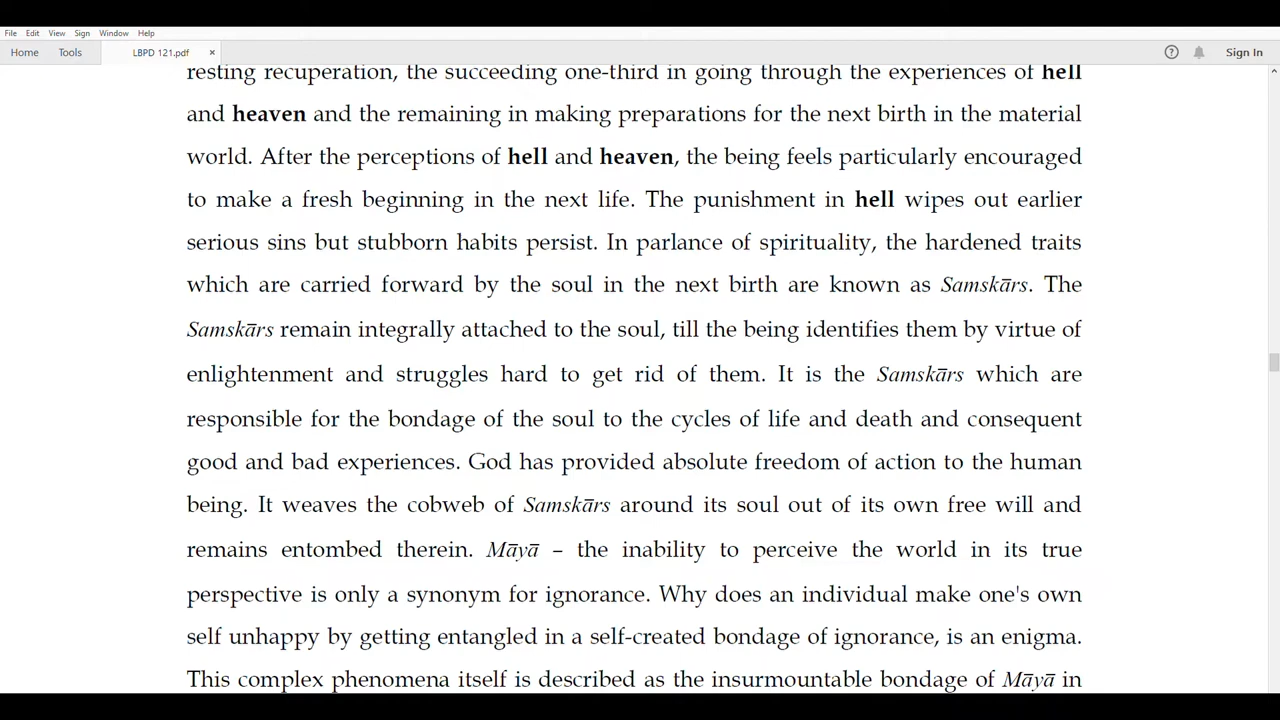 File Edit View Sign Window Help
Home Tools LBPD 121.pdf × ? Sign In
resting recuperation, the succeeding one-third in going through the experiences of hell
and heaven and the remaining in making preparations for the next birth in the material
world. After the perceptions of hell and heaven, the being feels particularly encouraged
to make a fresh beginning in the next life. The punishment in hell wipes out earlier
serious sins but stubborn habits persist. In parlance of spirituality, the hardened traits
which are carried forward by the soul in the next birth are known as Samskārs. The
Samskārs remain integrally attached to the soul, till the being identifies them by virtue of
enlightenment and struggles hard to get rid of them. It is the Samskārs which are
responsible for the bondage of the soul to the cycles of life and death and consequent
good and bad experiences. God has provided absolute freedom of action to the human
being. It weaves the cobweb of Samskārs around its soul out of its own free will and
remains entombed therein. Māyā – the inability to perceive the world in its true
perspective is only a synonym for ignorance. Why does an individual make one's own
self unhappy by getting entangled in a self-created bondage of ignorance, is an enigma.
This complex phenomena itself is described as the insurmountable bondage of Māyā in